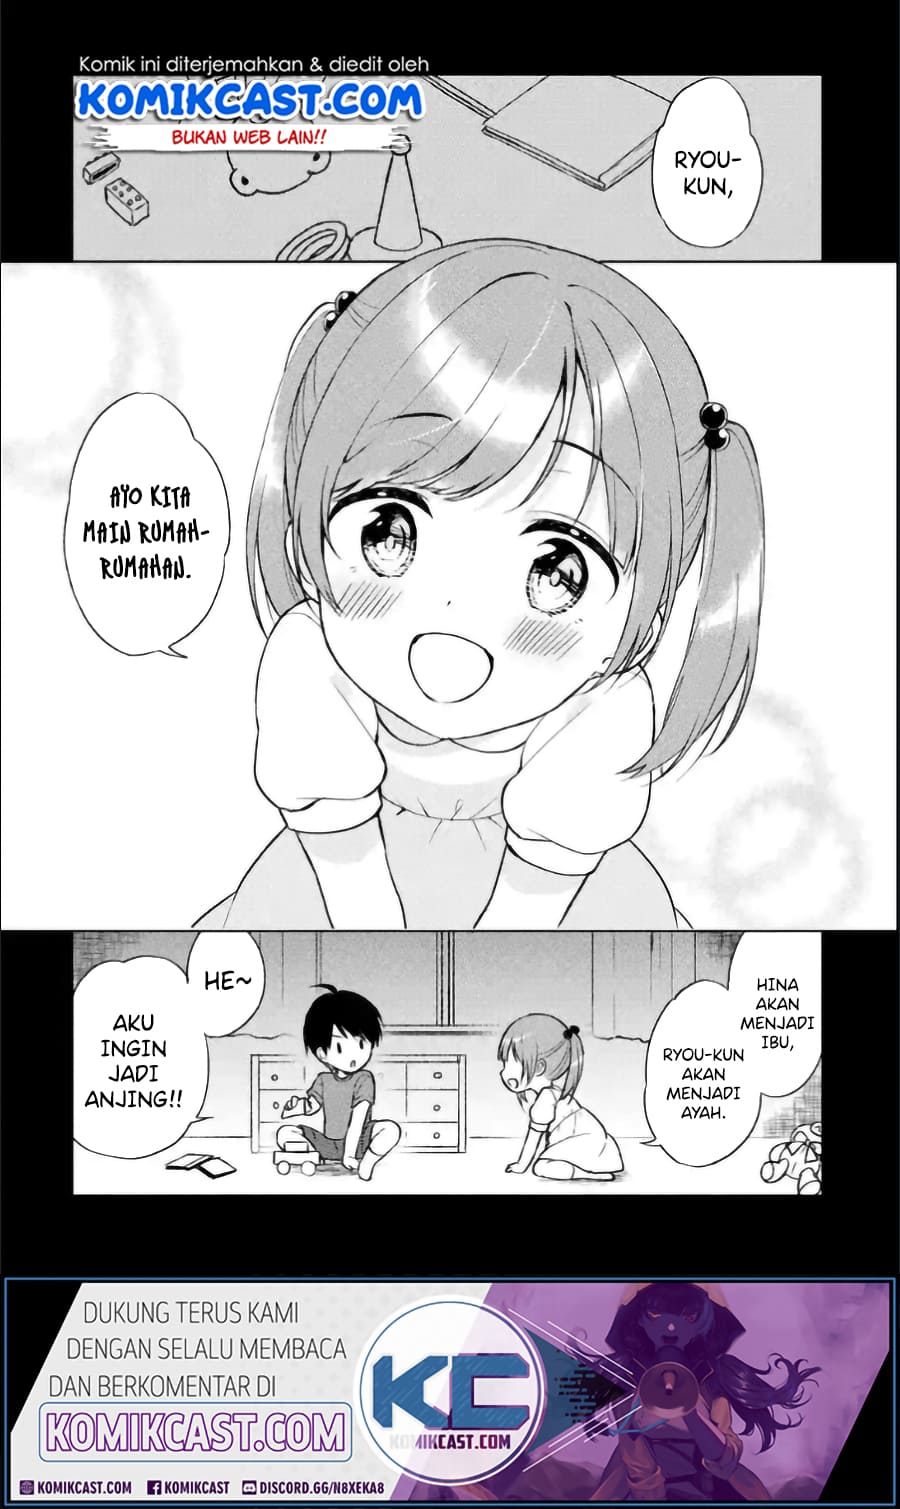 Komik ini diterjemahkan & diedit oleh
KOMIKCAST.COM
BUKAN WEB LAIN!!
RYOU-
KUN,
AYO KITA
MAIN RUMAH-
RUMAHAN.
HINA
AKAN
MENJADI
IBU,
RYOU-KUN
AKAN
MENJADI
AYAH.
HE~
AKU
INGIN
JADI
ANJING!!
DUKUNG TERUS KAMI
DENGAN SELALU MEMBACA
DAN BERKOMENTAR DI
KOMIKCAST.COM
KC
KOMIKCAST.COM
KOMIKCAST.COM
KOMIKCAST
DISCORD.GG/N8XEKA8